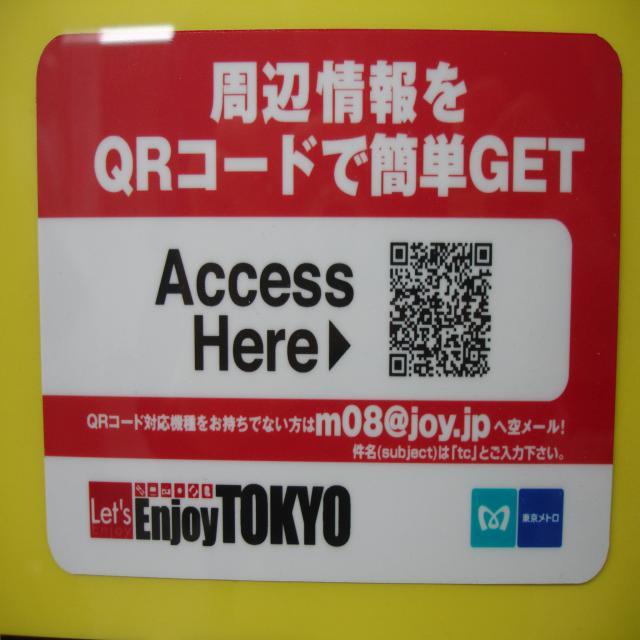 周辺情報を
QRコードで簡単GET
Access
Here▶
QRコード対応機種をお持ちでない方はm08@joy.jpへ空メール!
件名(subject)は「tc」とご入力下さい。
Let's
enjoy
EnjoyTOKYO
東京メトロ